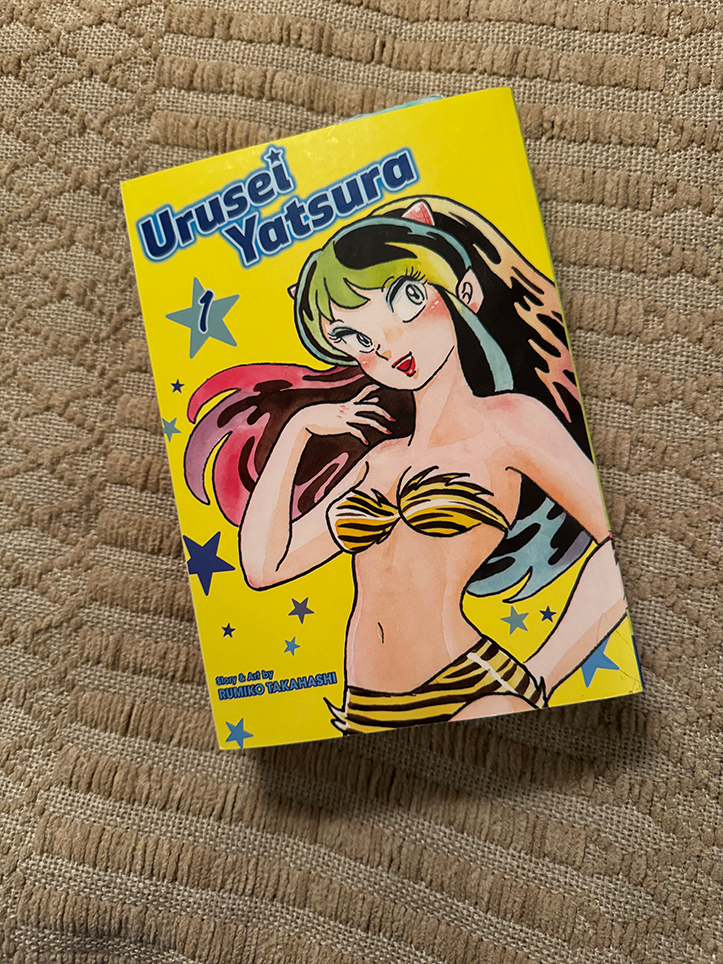 Urusei
Yatsura
1
Story & Art by
RUMIKO TAKAHASHI